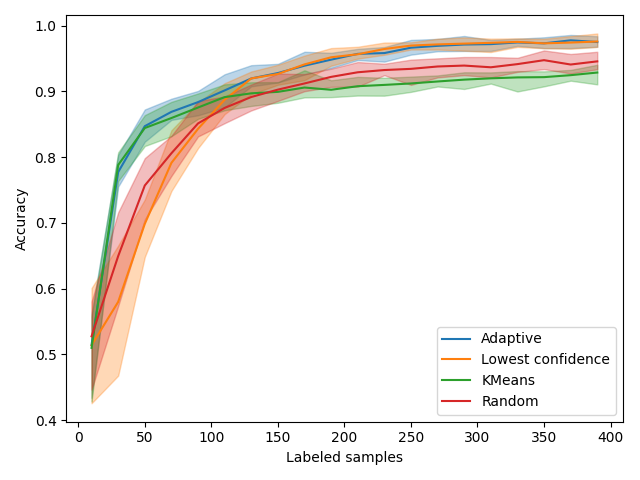 1.0
0.9
0.8
0.7
0.6
0.5
0.4
Accuracy
0 50 100 150 200 250 300 350 400
Labeled samples
Adaptive
Lowest confidence
KMeans
Random